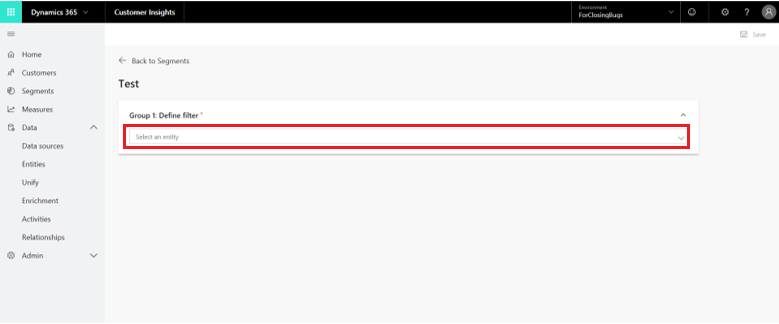 Dynamics 365
Customer Insights
Environment
ForClosingBugs
?
Save
Home
Customers
Segments
Measures
Data
Data sources
Entities
Unify
Enrichment
Activities
Relationships
Admin
Back to Segments
Test
Group 1: Define filter *
Select an entity